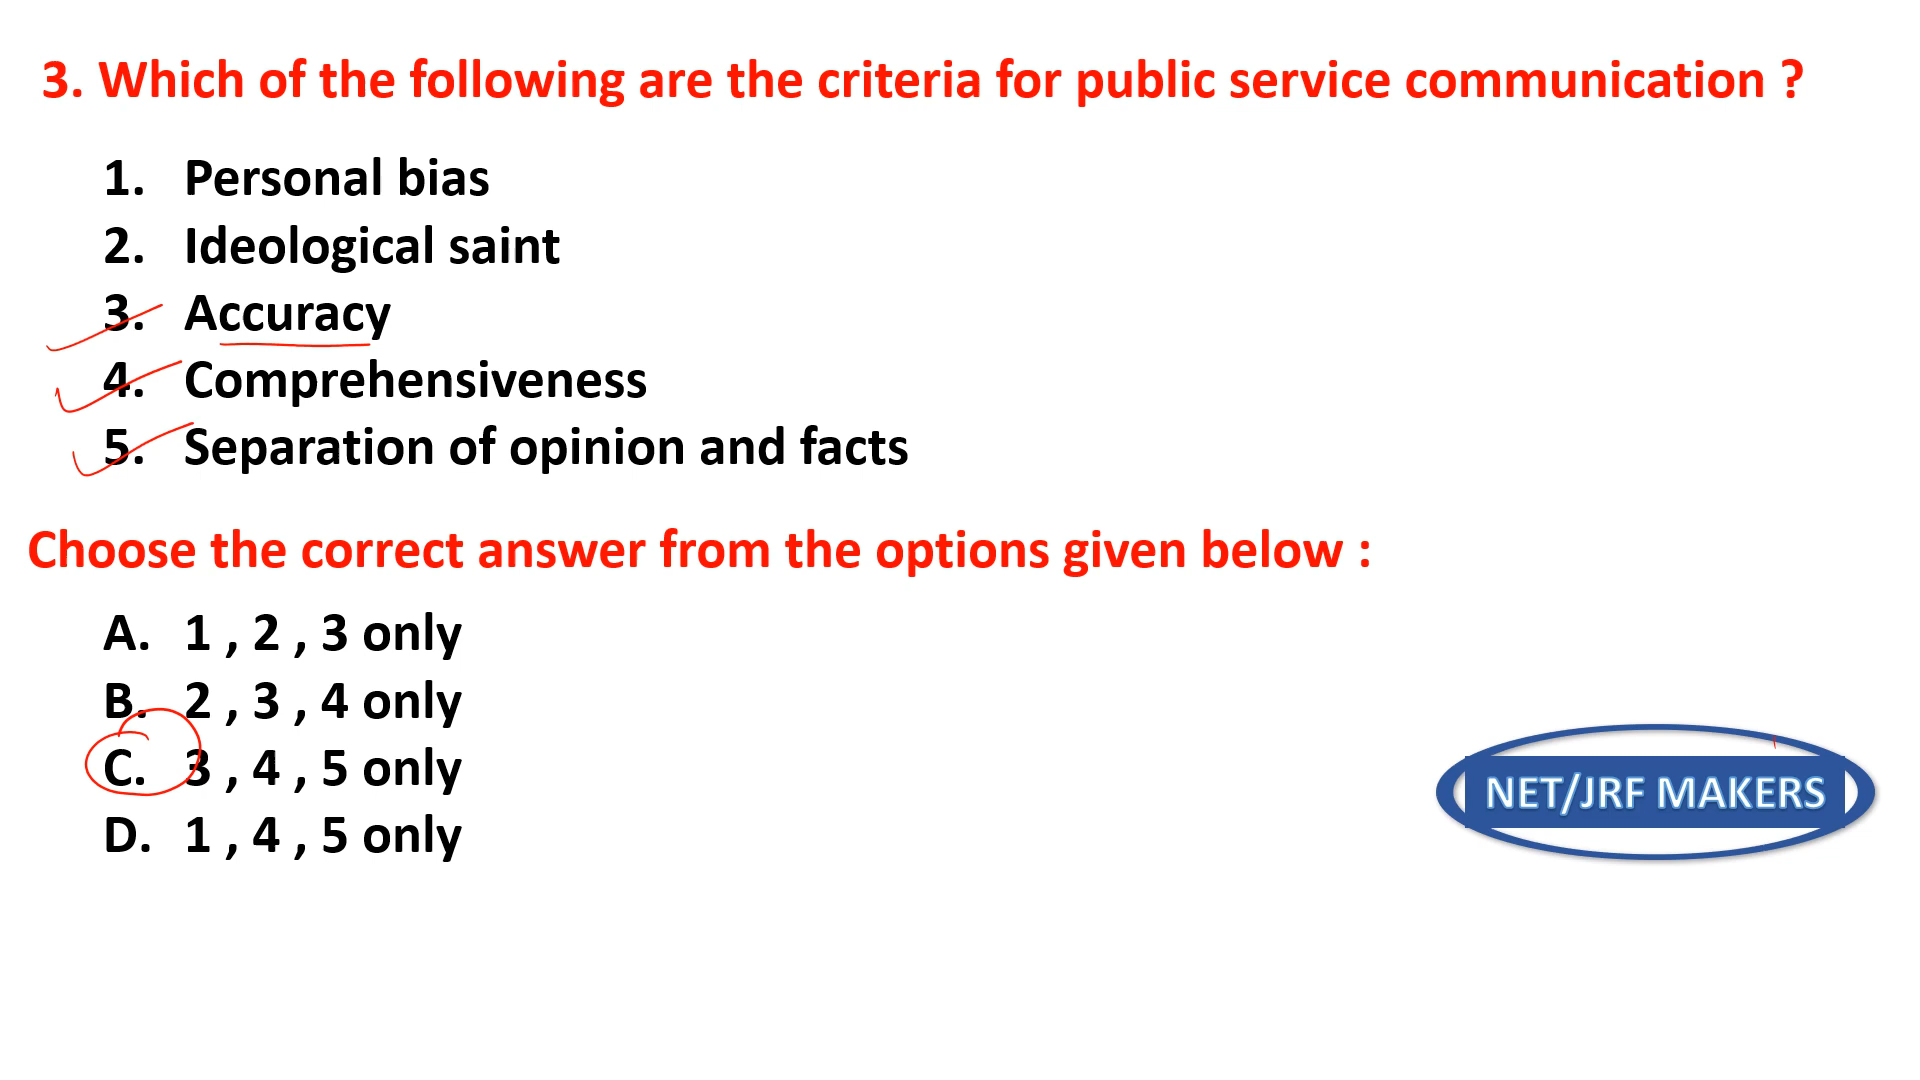 3. Which of the following are the criteria for public service communication ?
1. Personal bias
2. Ideological saint
3. Accuracy
4. Comprehensiveness
5. Separation of opinion and facts
Choose the correct answer from the options given below :
A. 1 , 2 , 3 only
B. 2 , 3 , 4 only
C. 3 , 4 , 5 only
D. 1 , 4 , 5 only
NET/JRF MAKERS